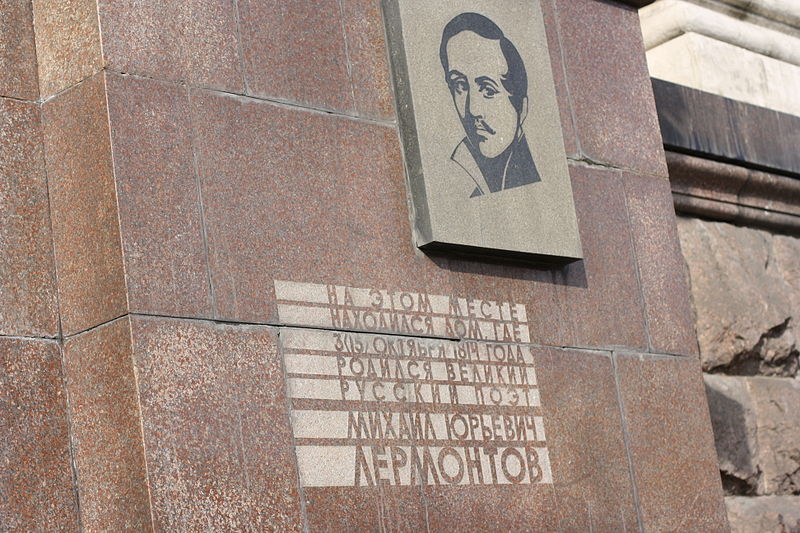 НА ЭТОМ МЕСТЕ
НАХОДИЛСЯ ДОМ, ГДЕ
3(15) ОКТЯБРЯ 1814 ГОДА
РОДИЛСЯ ВЕЛИКИЙ
РУССКИЙ ПОЭТ
МИХАИЛ ЮРЬЕВИЧ
ЛЕРМОНТОВ